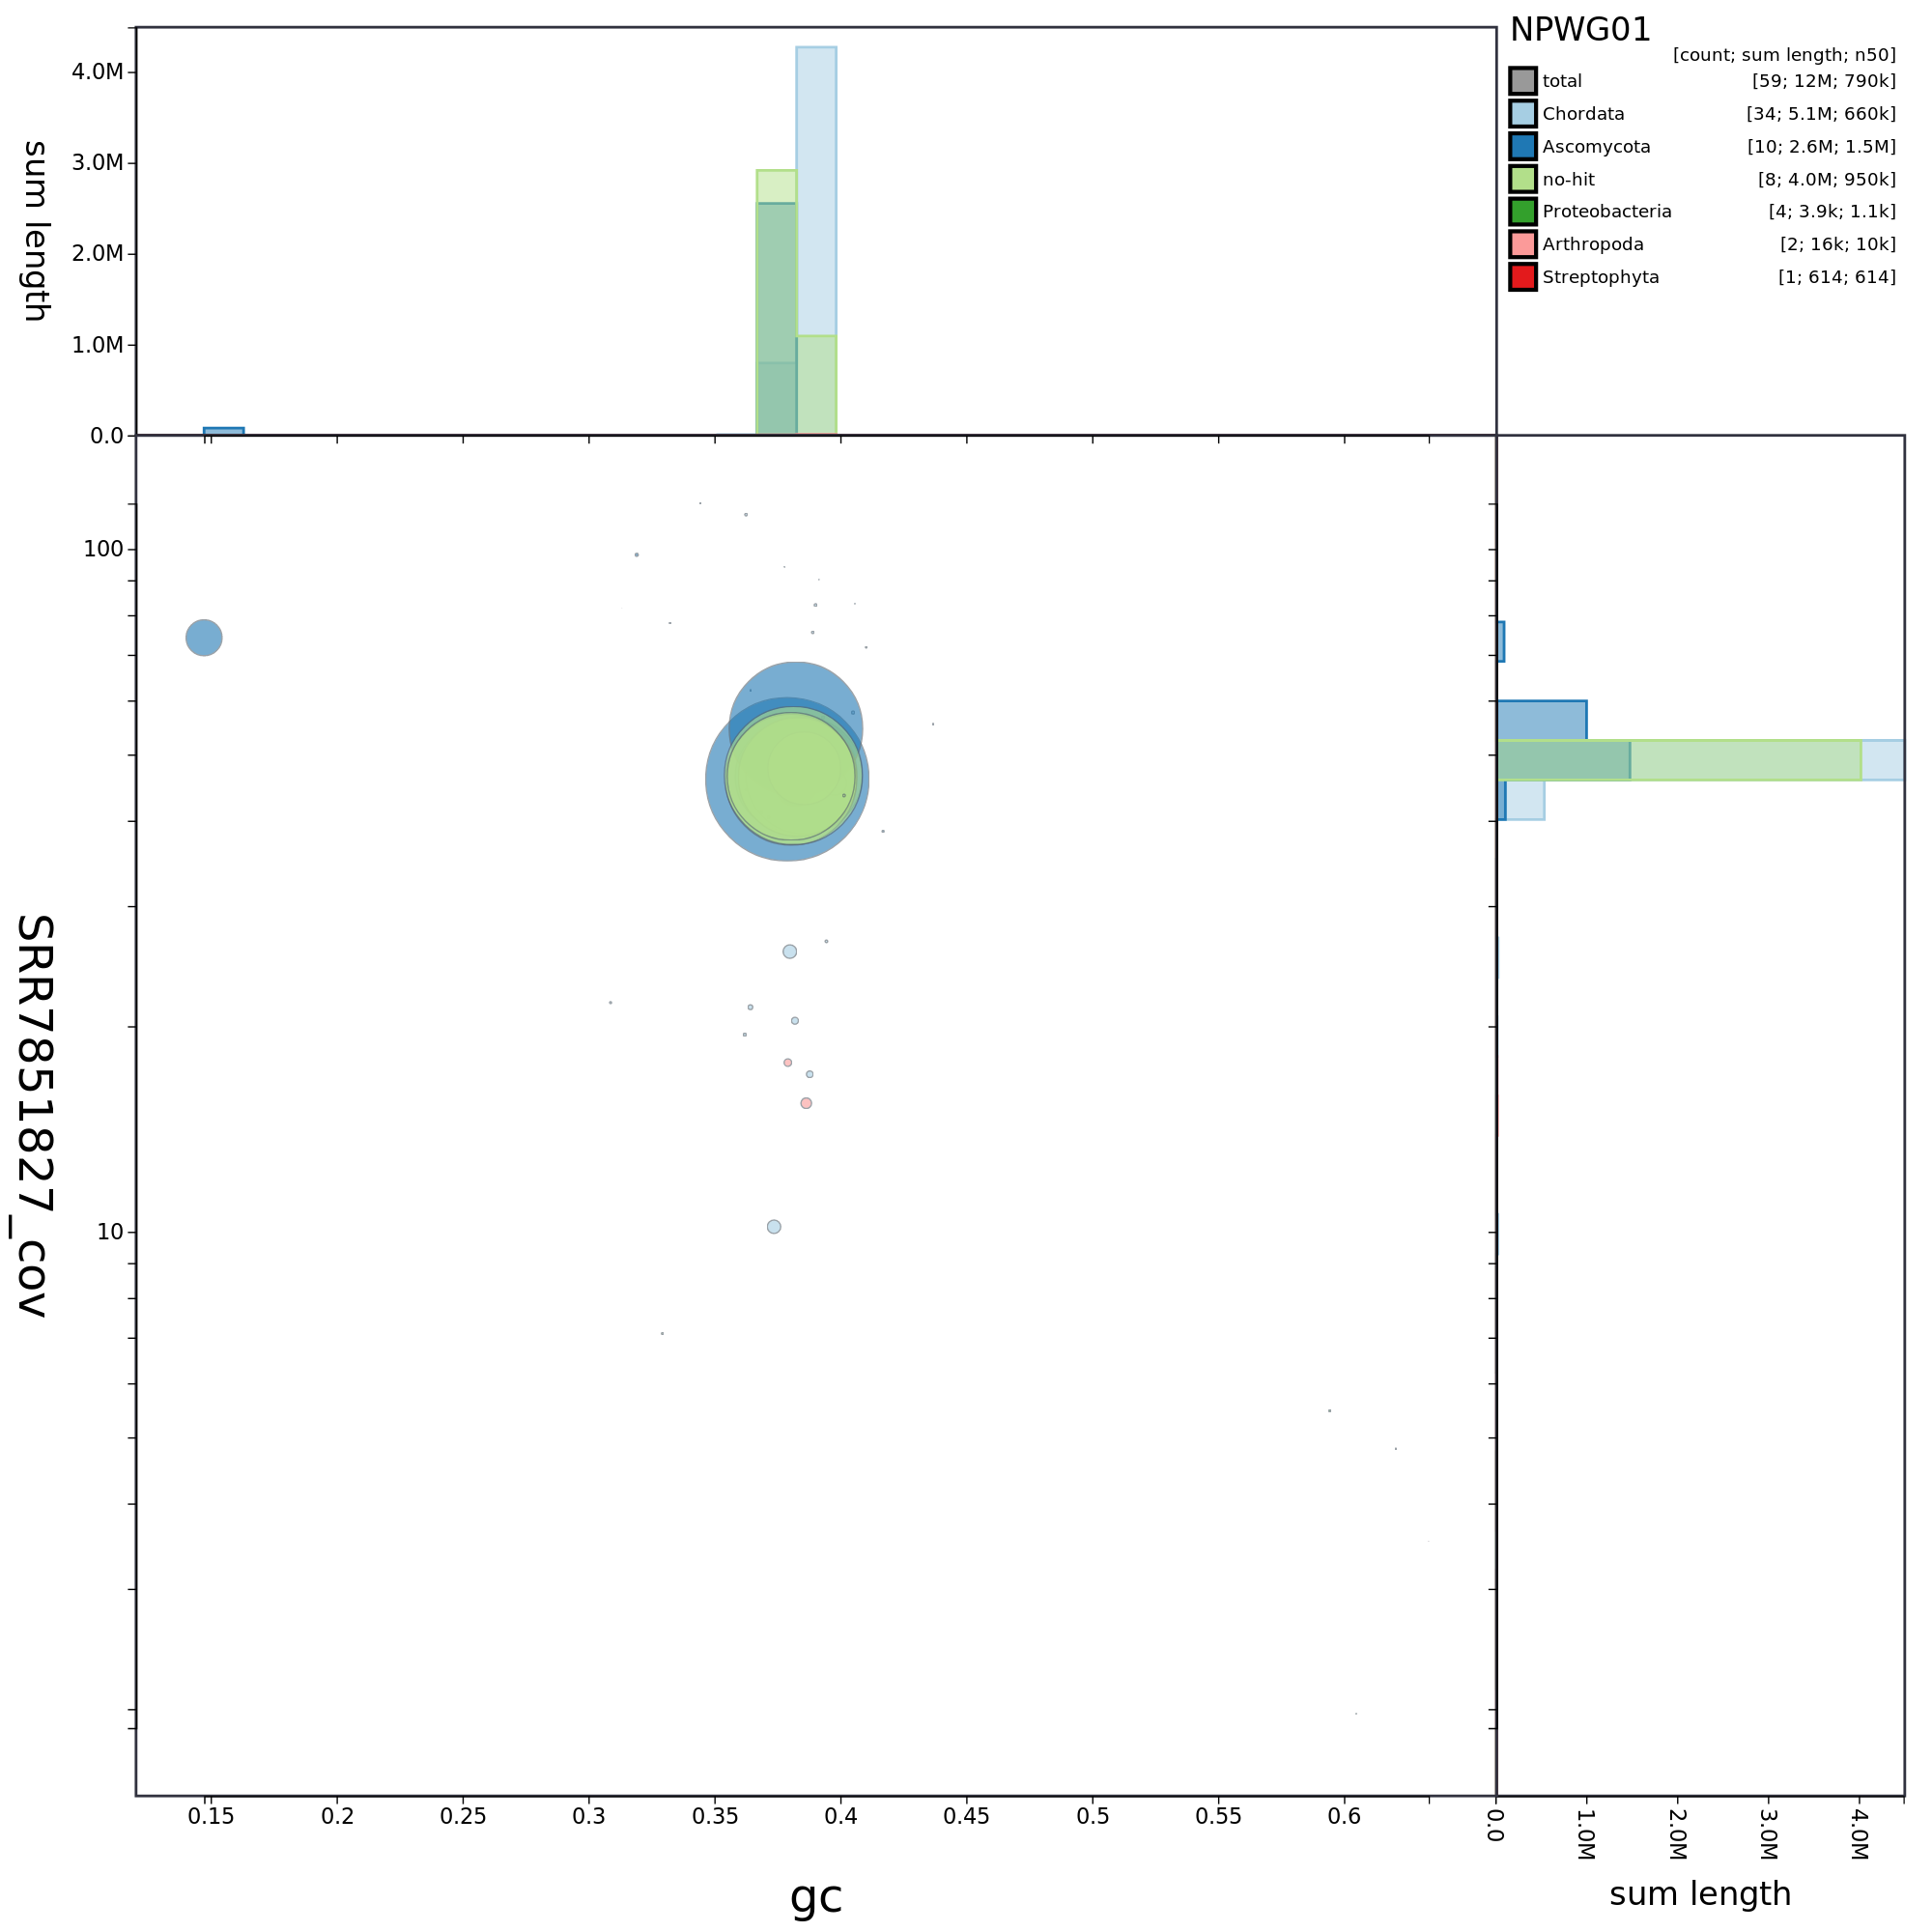 NPWG01
[count; sum length; n50]
total [59; 12M; 790k]
Chordata [34; 5.1M; 660k]
Ascomycota [10; 2.6M; 1.5M]
no-hit [8; 4.0M; 950k]
Proteobacteria [4; 3.9k; 1.1k]
Arthropoda [2; 16k; 10k]
Streptophyta [1; 614; 614]
sum length
4.0M
3.0M
2.0M
1.0M
0.0
SRR7851827_cov
100
10
0.15 0.2 0.25 0.3 0.35 0.4 0.45 0.5 0.55 0.6
gc
0.0 1.0M 2.0M 3.0M 4.0M
sum length